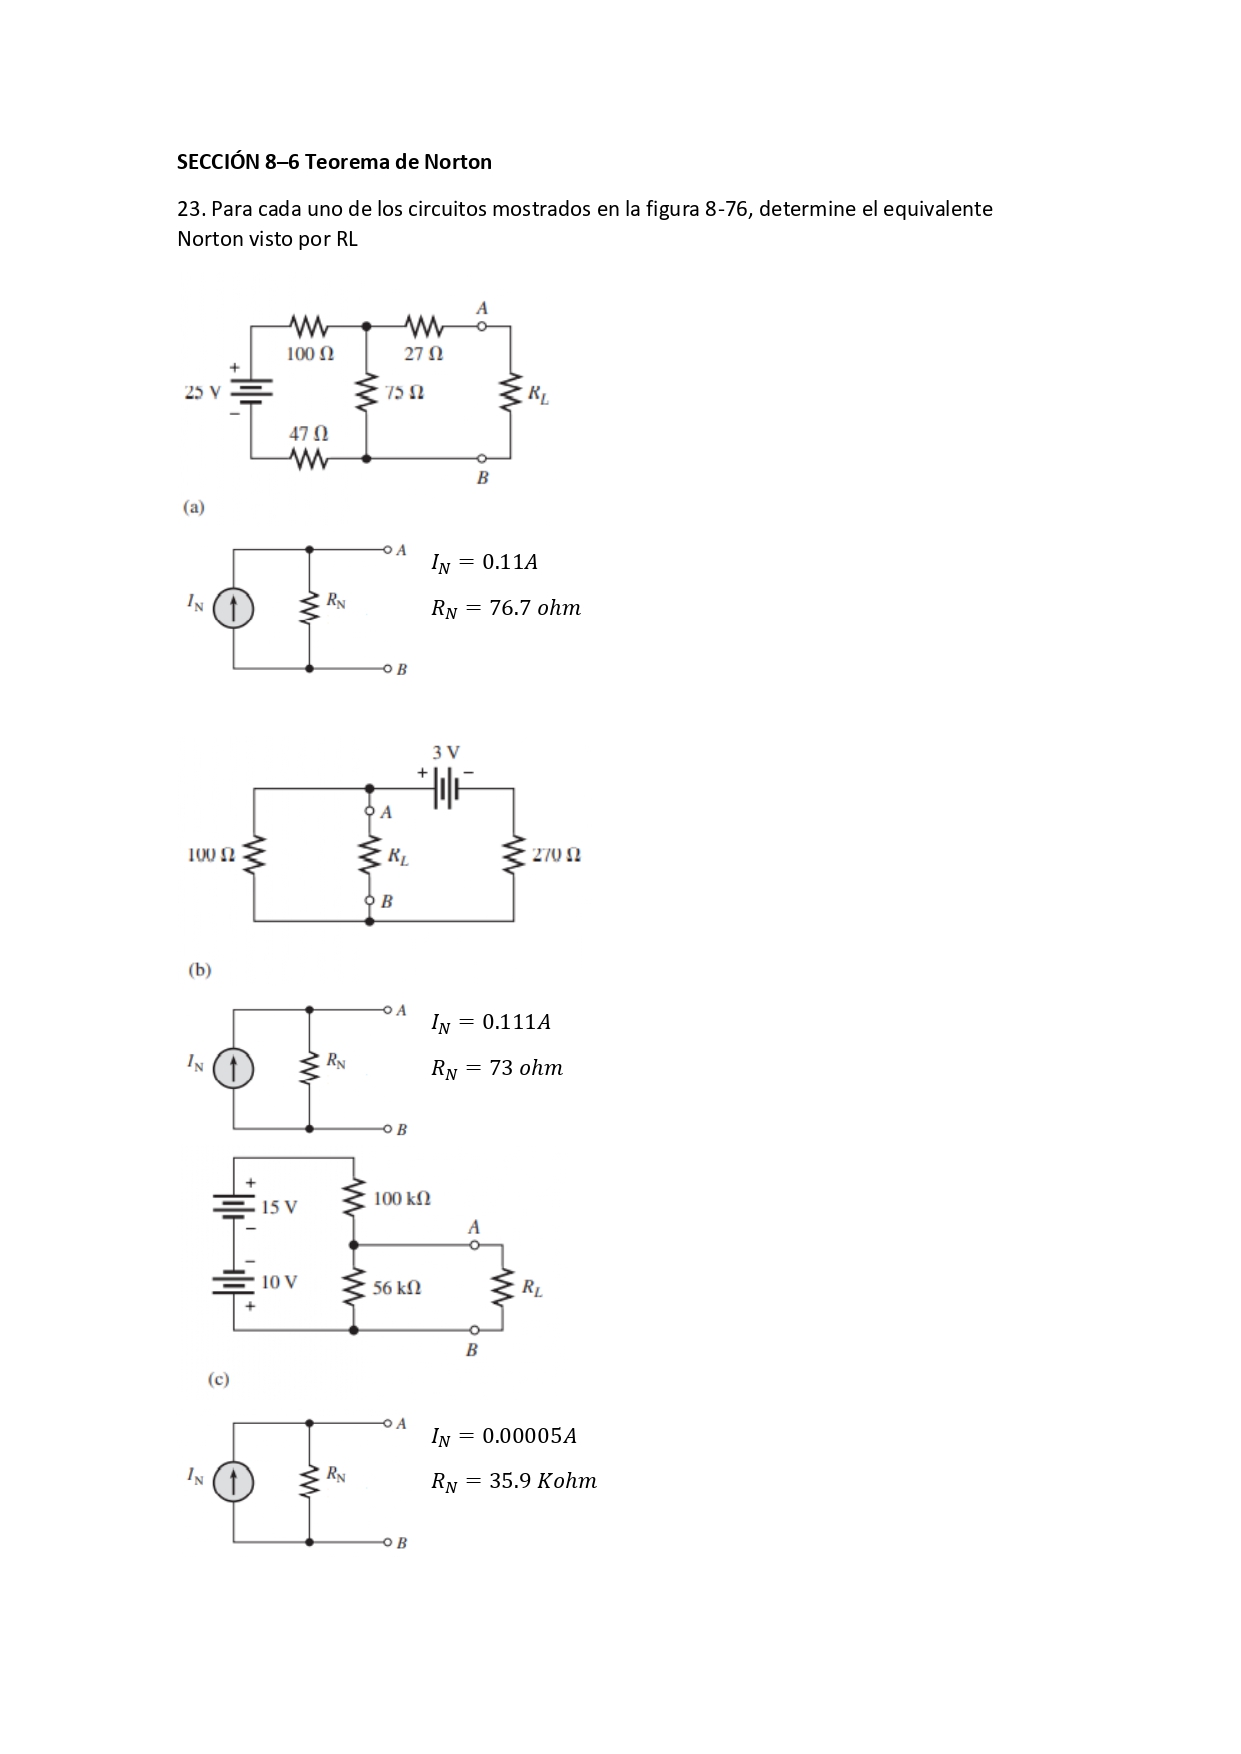 SECCIÓN 8–6 Teorema de Norton
23. Para cada uno de los circuitos mostrados en la figura 8-76, determine el equivalente
Norton visto por RL
A
100 Ω 27 Ω
+
25 V 75 Ω R_L
−
47 Ω
B
(a)
A
I_N = 0.11A
I_N R_N
R_N = 76.7 ohm
B
3 V
+ −
A
100 Ω R_L 270 Ω
B
(b)
A
I_N = 0.111A
I_N R_N
R_N = 73 ohm
B
+
15 V 100 kΩ
−
A
−
10 V 56 kΩ R_L
+
B
(c)
A
I_N = 0.00005A
I_N R_N
R_N = 35.9 Kohm
B